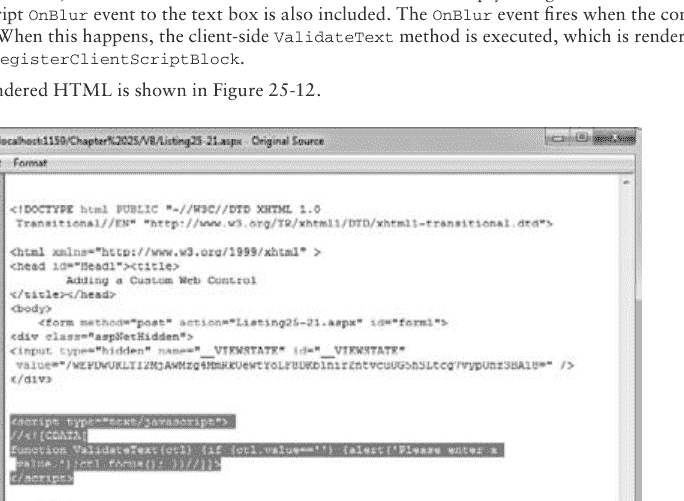 ript OnBlur event to the text box is also included. The OnBlur event fires when the con
When this happens, the client-side ValidateText method is executed, which is render
egisterClientScriptBlock.
ndered HTML is shown in Figure 25-12.
localhost:1159/Chapter%2025/VB/Listing25-21.aspx - Original Source
Format
<!DOCTYPE html PUBLIC "-//W3C//DTD XHTML 1.0
Transitional//EN" "http://www.w3.org/TR/xhtml1/DTD/xhtml1-transitional.dtd">
<html xmlns="http://www.w3.org/1999/xhtml" >
<head id="Head1"><title>
Adding a Custom Web Control
</title></head>
<body>
<form method="post" action="Listing25-21.aspx" id="form1">
<div class="aspNetHidden">
<input type="hidden" name="__VIEWSTATE" id="__VIEWSTATE"
</div>
<script type="text/javascript">
//<![CDATA[
function ValidateText(ctl) {if (ctl.value=='') {alert('Please enter a
value.');ctl.focus(); }}//]]>
</script>